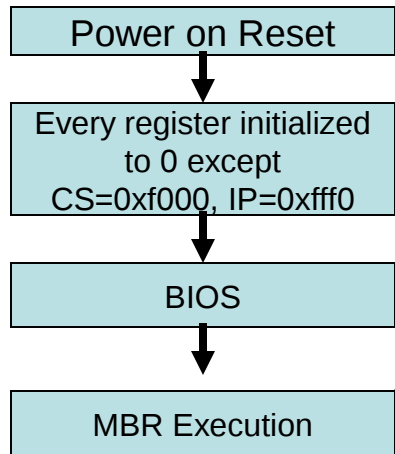 Power on Reset
Every register initialized
to 0 except
CS=0xf000, IP=0xfff0
BIOS
MBR Execution